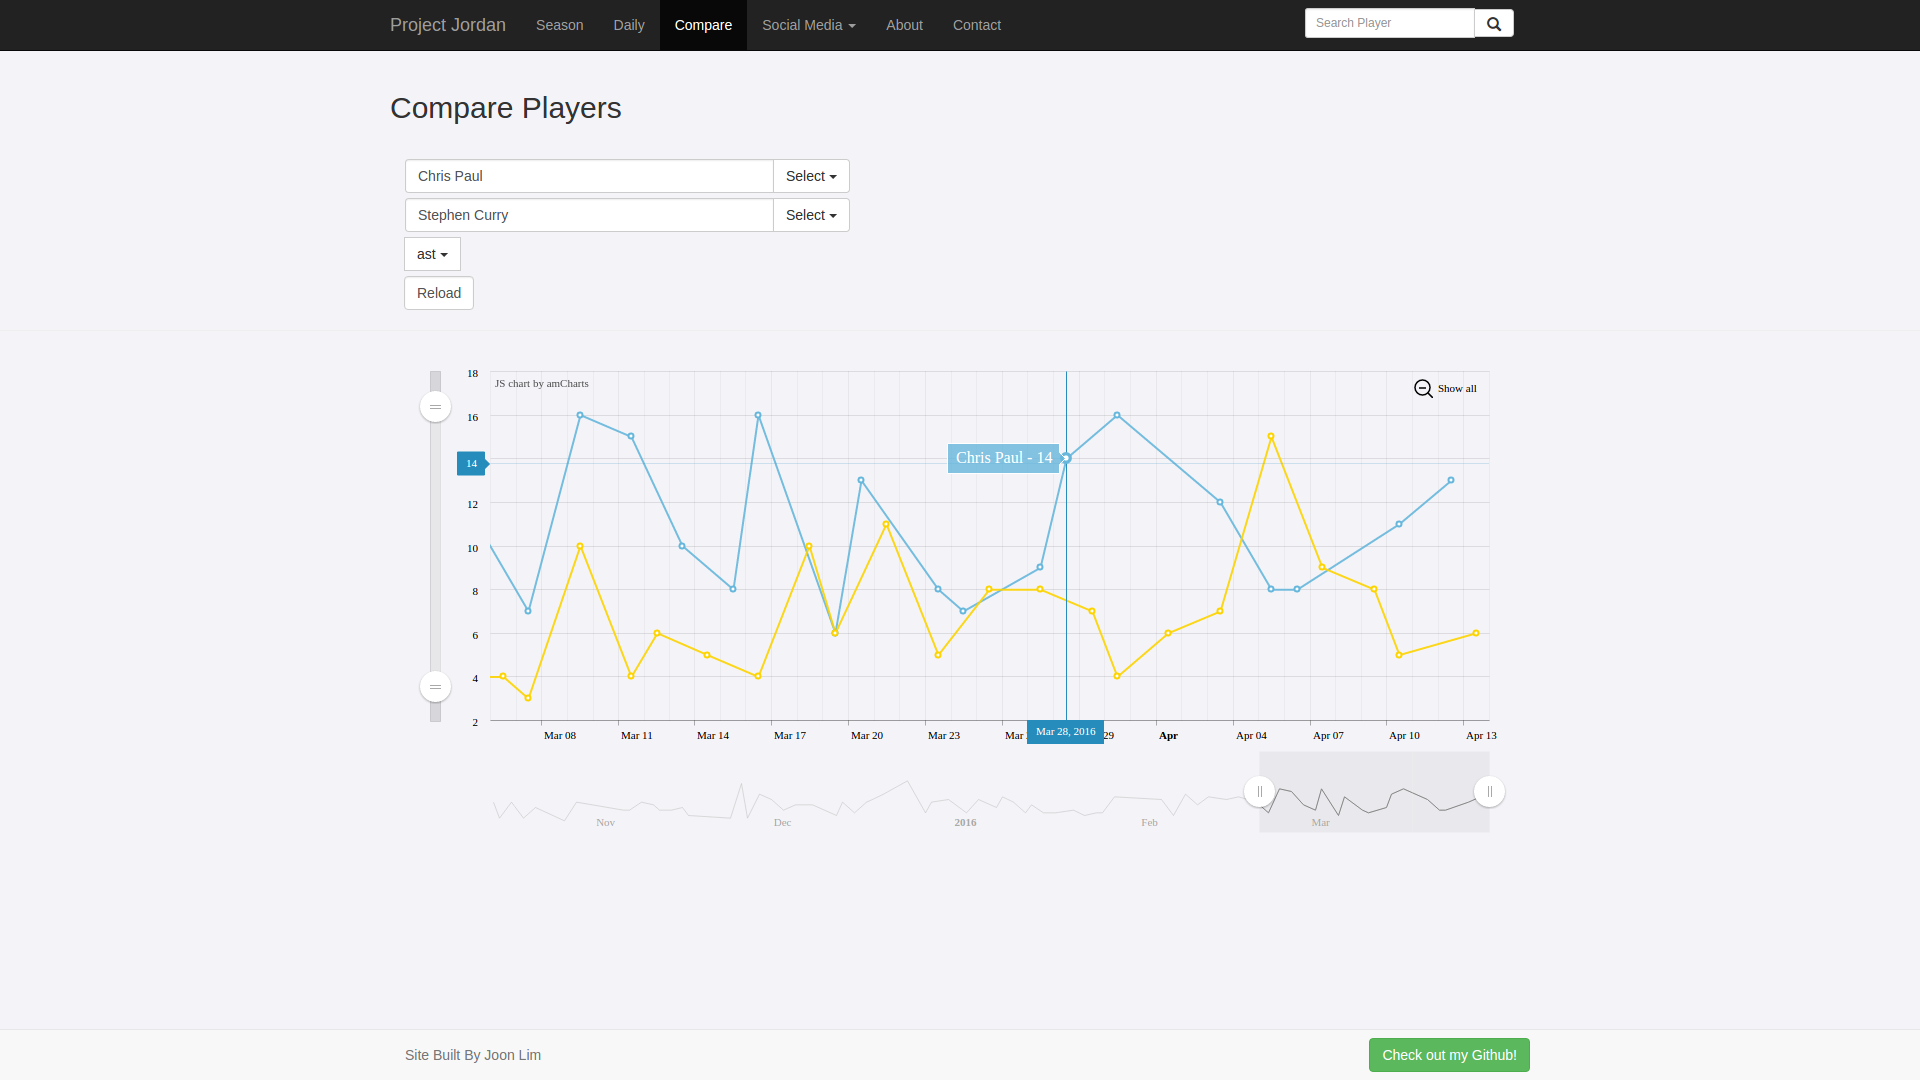 Project Jordan Season Daily Compare Social Media About Contact Search Player
Compare Players
Chris Paul Select
Stephen Curry Select
ast
Reload
18
JS chart by amCharts Show all
16
Chris Paul - 14
14
12
10
8
6
4
2
Mar 08 Mar 11 Mar 14 Mar 17 Mar 20 Mar 23 Mar Mar 28, 2016 29 Apr Apr 04 Apr 07 Apr 10 Apr 13
Nov Dec 2016 Feb Mar
Site Built By Joon Lim Check out my Github!